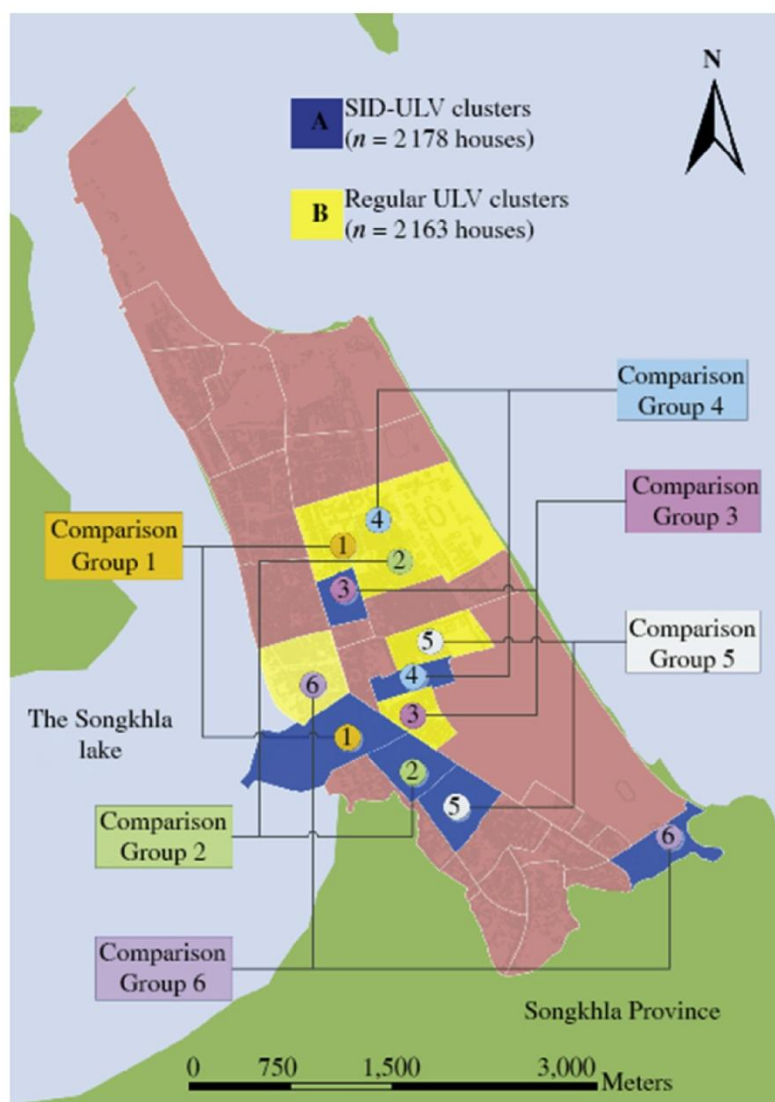 N
A
SID-ULV clusters
(n = 2 178 houses)
B
Regular ULV clusters
(n = 2 163 houses)
Comparison
Group 4
Comparison
Group 3
4
Comparison
Group 1
1
2
3
5
Comparison
Group 5
4
6
3
The Songkhla
lake
1
2
5
Comparison
Group 2
6
Comparison
Group 6
Songkhla Province
0 750 1,500 3,000
Meters